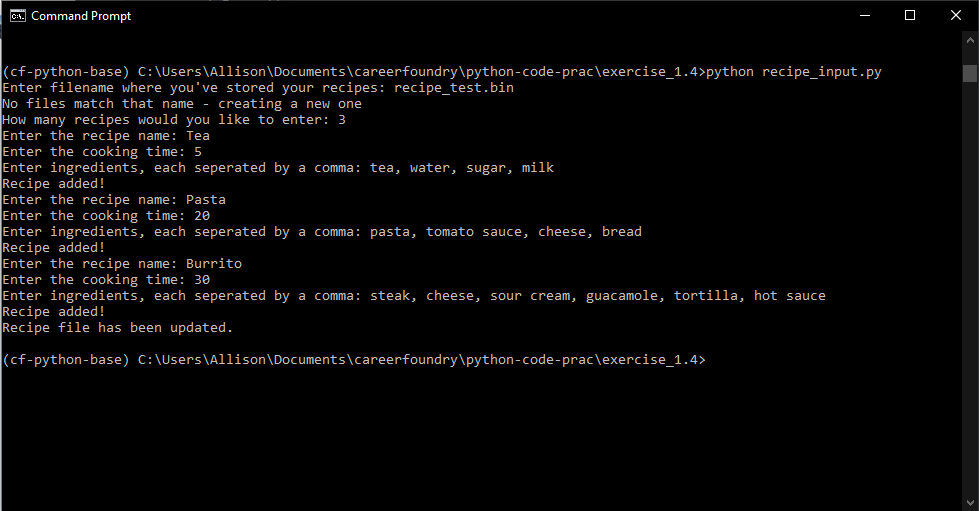 Command Prompt
(cf-python-base) C:\Users\Allison\Documents\careerfoundry\python-code-prac\exercise_1.4>python recipe_input.py
Enter filename where you've stored your recipes: recipe_test.bin
No files match that name - creating a new one
How many recipes would you like to enter: 3
Enter the recipe name: Tea
Enter the cooking time: 5
Enter ingredients, each seperated by a comma: tea, water, sugar, milk
Recipe added!
Enter the recipe name: Pasta
Enter the cooking time: 20
Enter ingredients, each seperated by a comma: pasta, tomato sauce, cheese, bread
Recipe added!
Enter the recipe name: Burrito
Enter the cooking time: 30
Enter ingredients, each seperated by a comma: steak, cheese, sour cream, guacamole, tortilla, hot sauce
Recipe added!
Recipe file has been updated.
(cf-python-base) C:\Users\Allison\Documents\careerfoundry\python-code-prac\exercise_1.4>